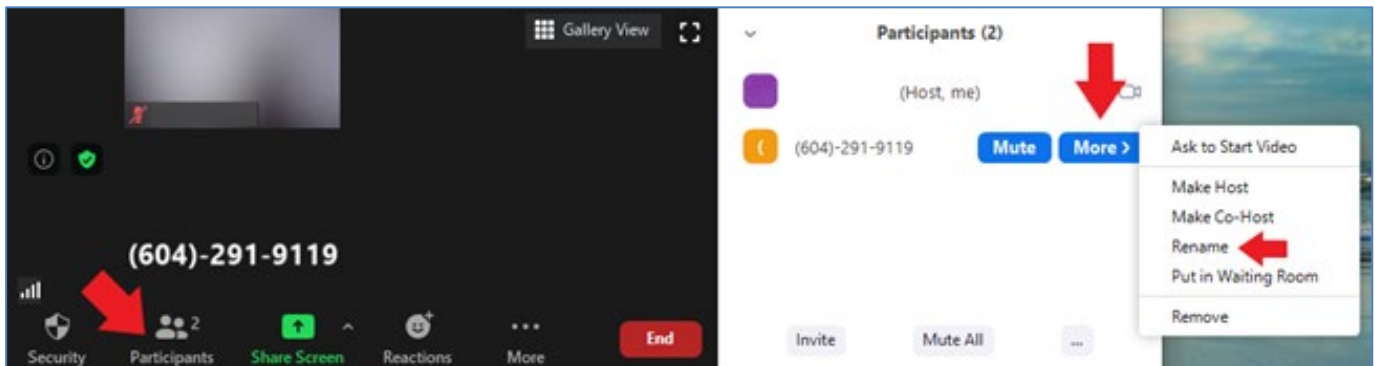 Gallery View
(604)-291-9119
2
Security Participants Share Screen Reactions More End
Participants (2)
(Host, me)
( (604)-291-9119 Mute More >
Invite Mute All ...
Ask to Start Video
Make Host
Make Co-Host
Rename
Put in Waiting Room
Remove